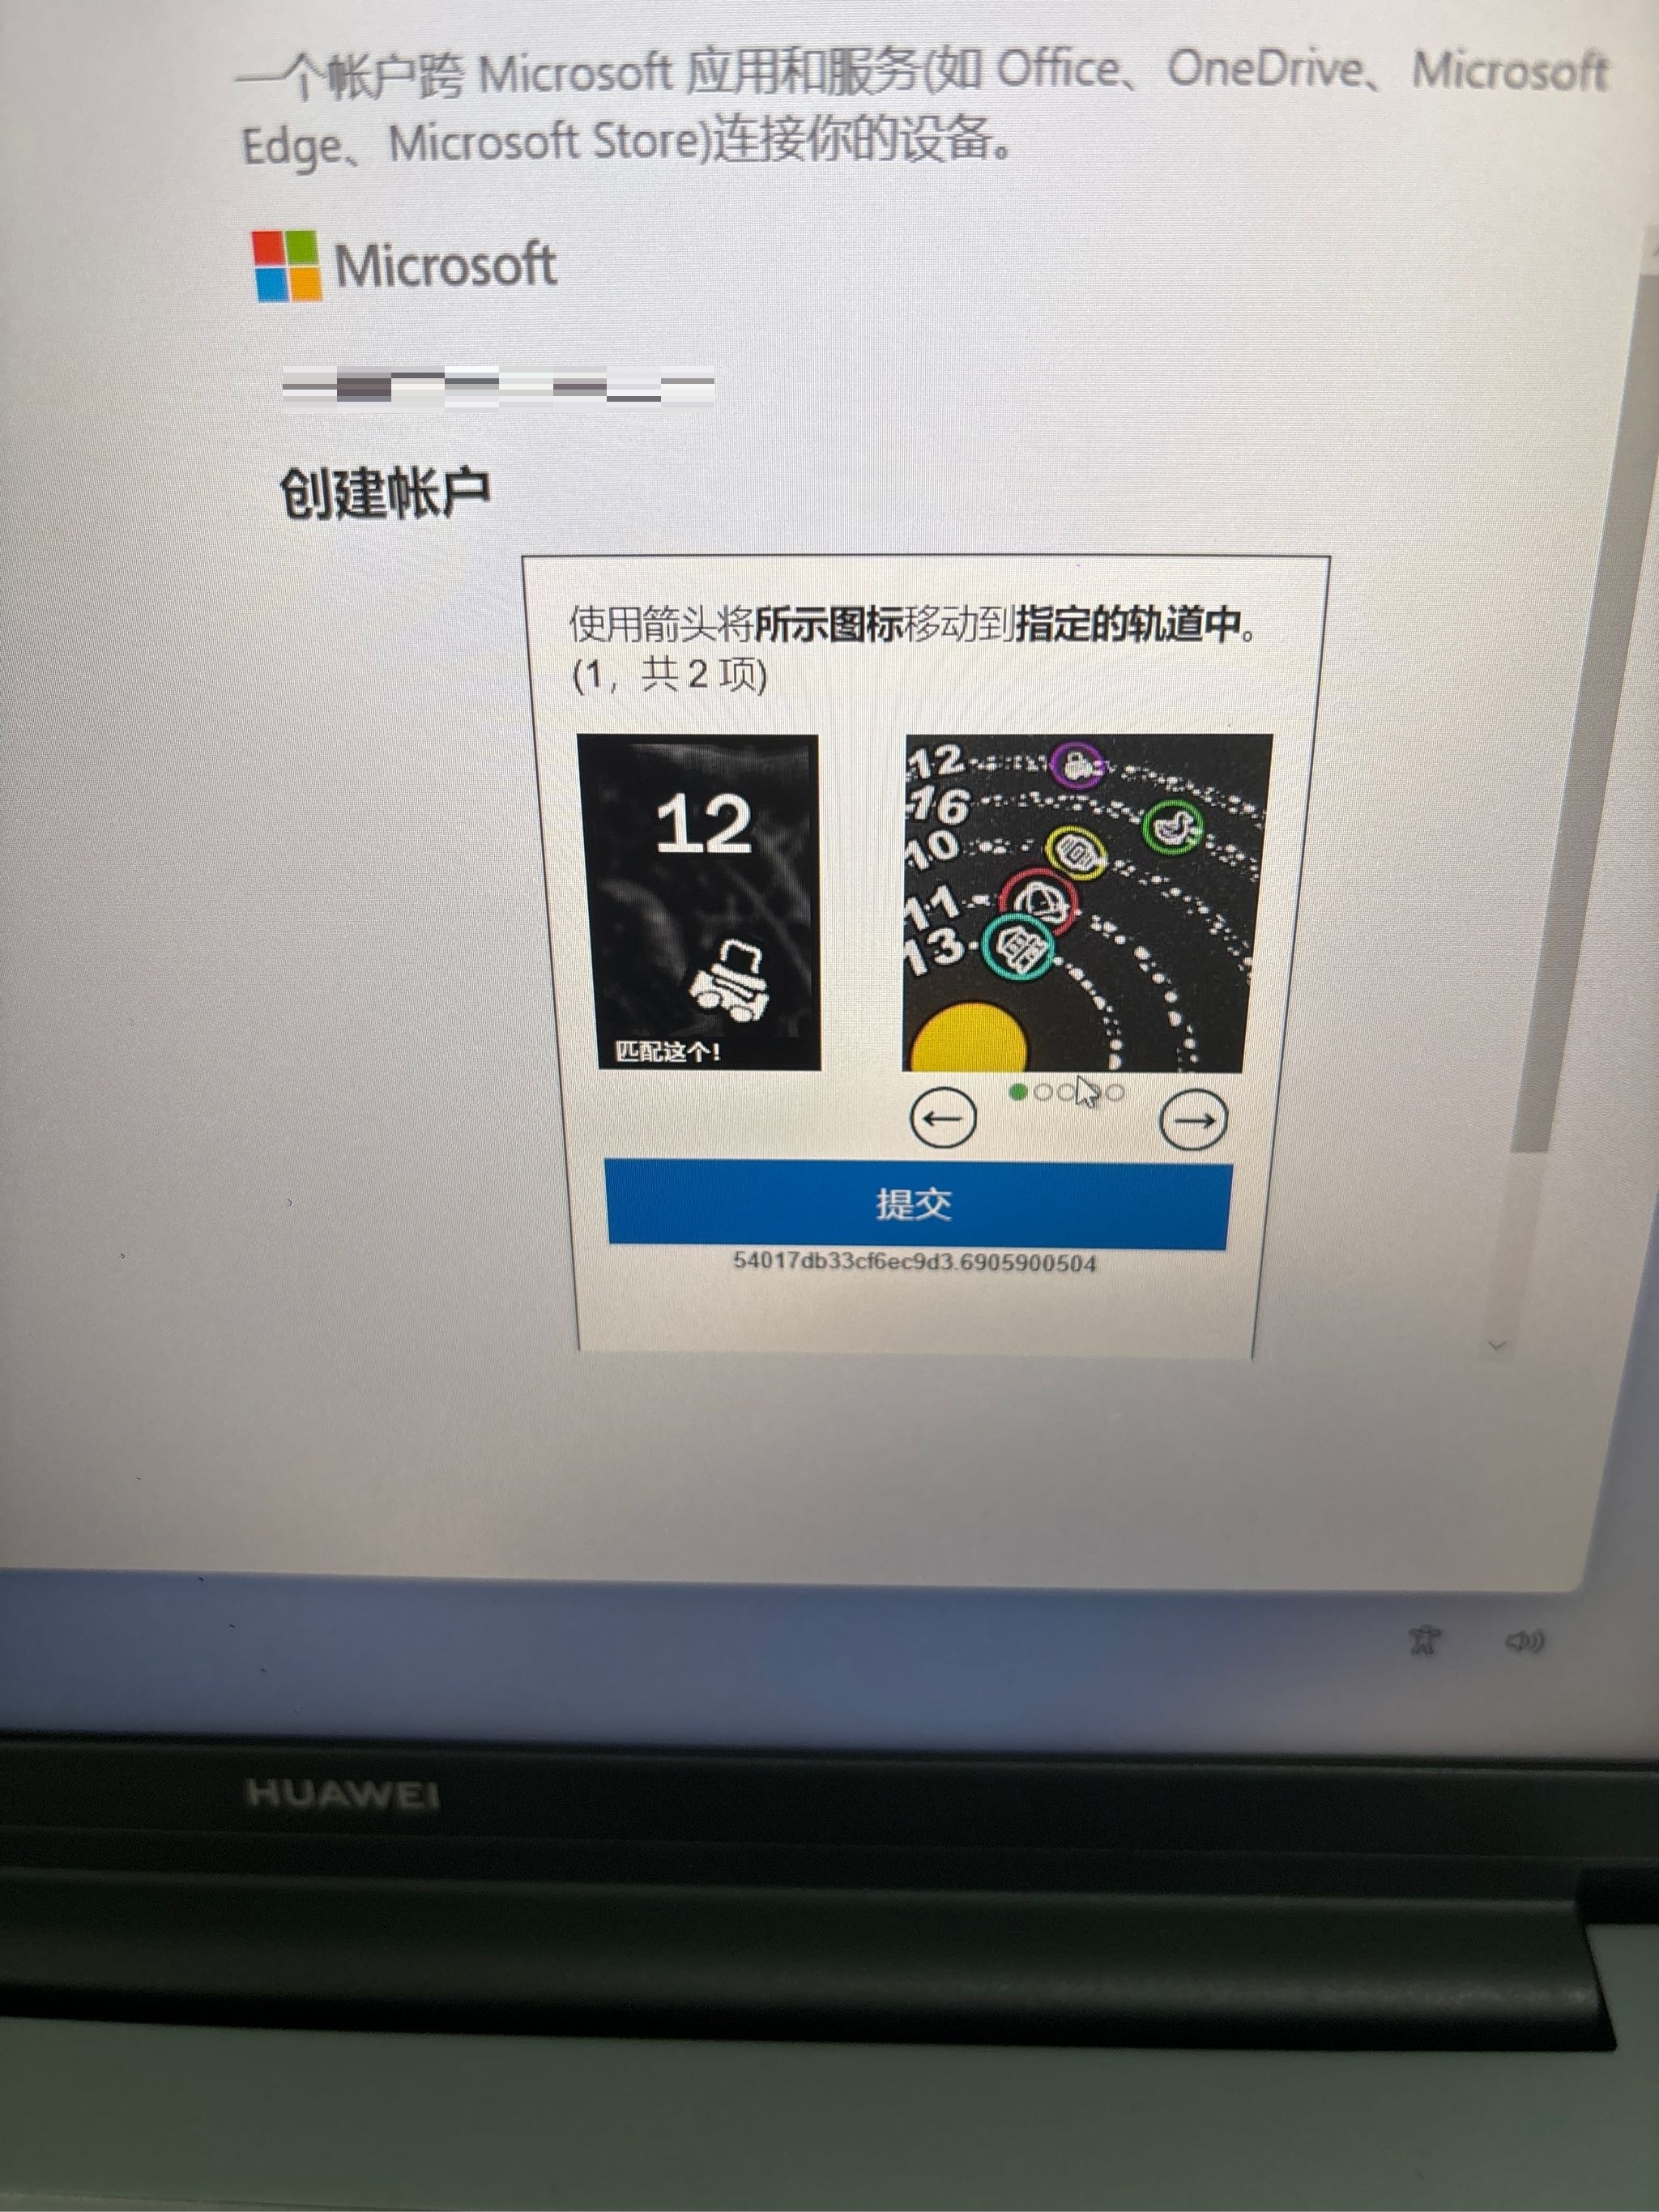 一个帐户跨 Microsoft 应用和服务(如 Office、OneDrive、Microsoft
Edge、Microsoft Store)连接你的设备。
Microsoft
创建帐户
使用箭头将所示图标移动到指定的轨道中。
(1，共 2 项)
12
匹配这个!
12
16
10
11
13
提交
54017db33cf6ec9d3.6905900504
HUAWEI